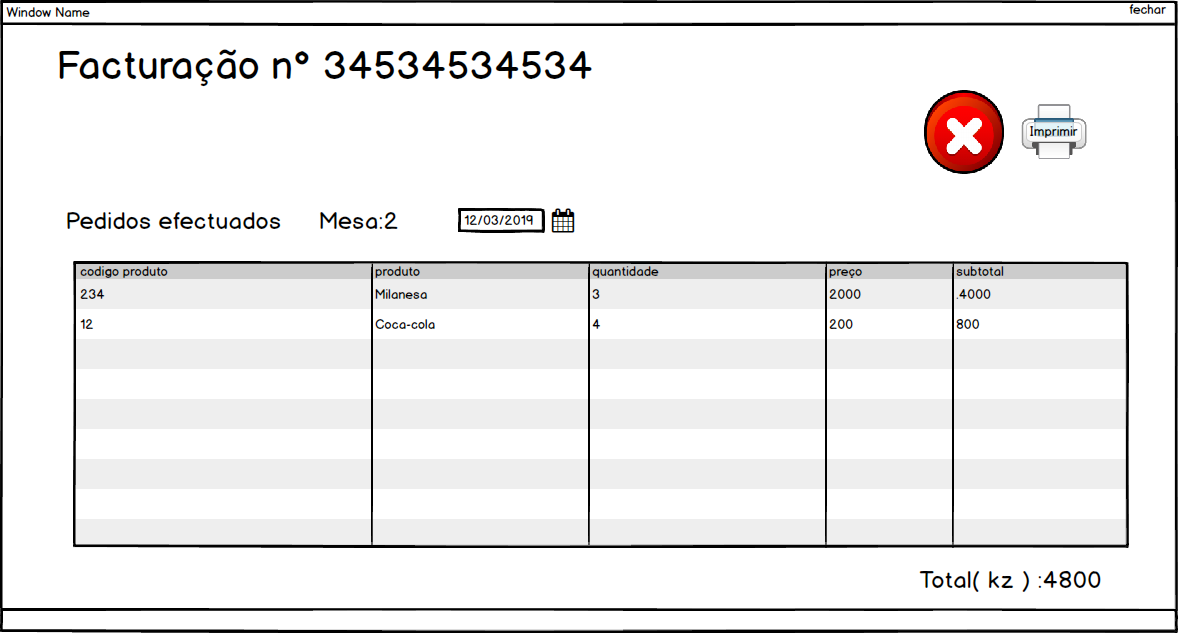 Window Name
fechar
Facturação nº 34534534534
Imprimir
Pedidos efectuados Mesa:2 12/03/2019
codigo produto produto quantidade preço subtotal
234 Milanesa 3 2000 .4000
12 Coca-cola 4 200 800
Total( kz ) :4800